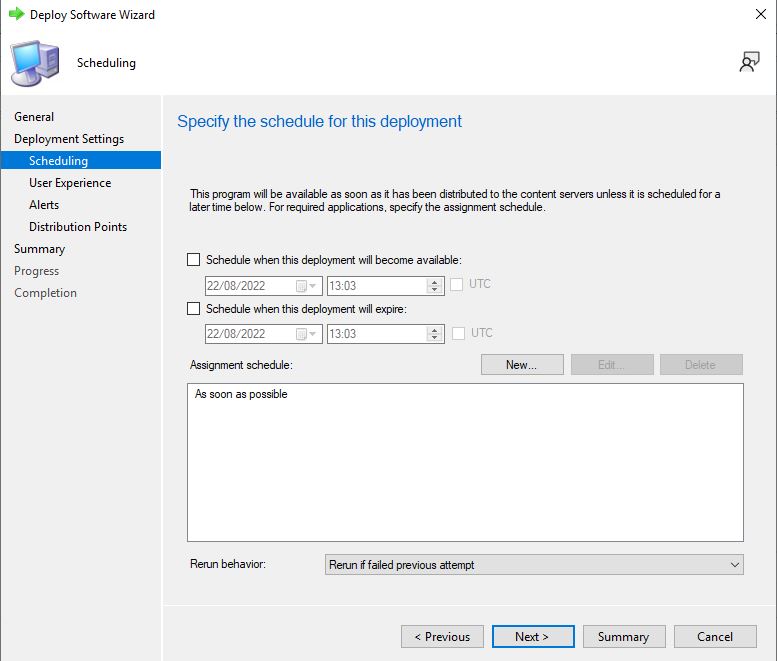 Deploy Software Wizard
Scheduling
General
Deployment Settings
Scheduling
User Experience
Alerts
Distribution Points
Summary
Progress
Completion
Specify the schedule for this deployment
This program will be available as soon as it has been distributed to the content servers unless it is scheduled for a
later time below. For required applications, specify the assignment schedule.
Schedule when this deployment will become available:
22/08/2022 13:03 UTC
Schedule when this deployment will expire:
22/08/2022 13:03 UTC
Assignment schedule: New... Edit... Delete
As soon as possible
Rerun behavior: Rerun if failed previous attempt
< Previous Next > Summary Cancel